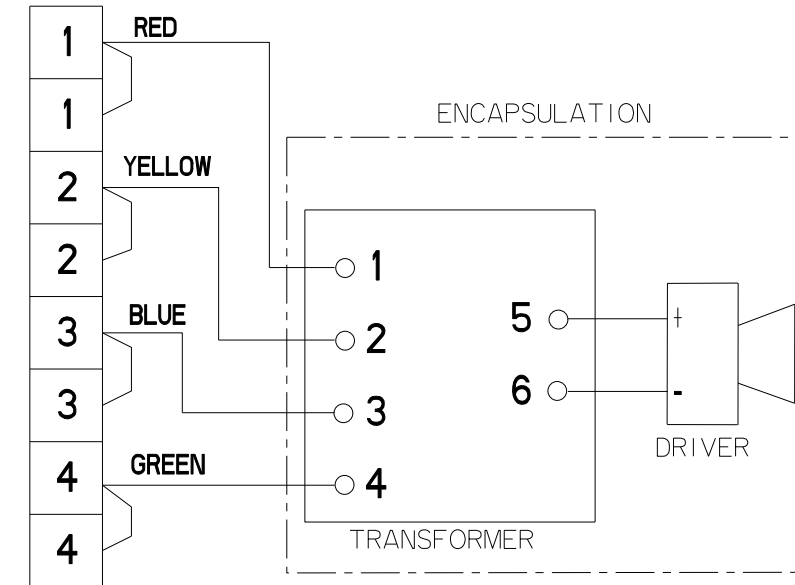 1 RED
1
ENCAPSULATION
2 YELLOW
2
1
3 BLUE
5 +
2
3
6 -
3
DRIVER
4 GREEN
4
TRANSFORMER
4